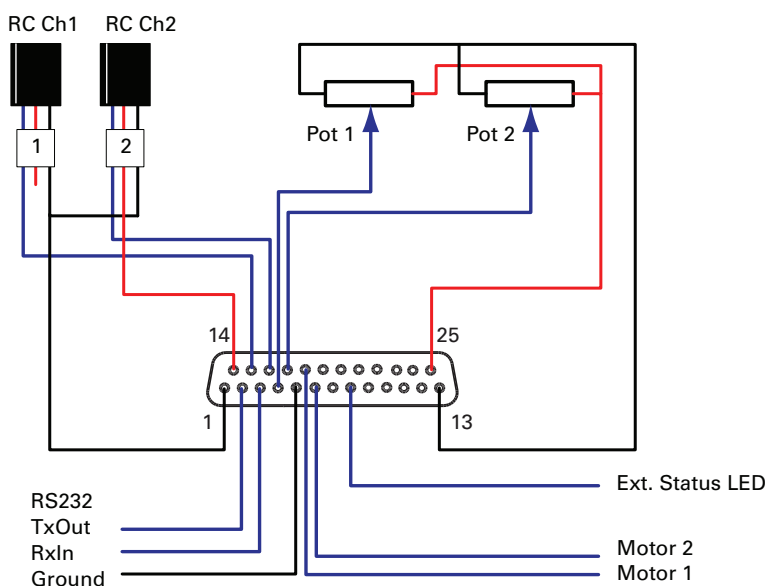 RC Ch1 RC Ch2
1 2
Pot 1 Pot 2
14 25
1 13
Ext. Status LED
RS232
TxOut
RxIn
Ground
Motor 2
Motor 1